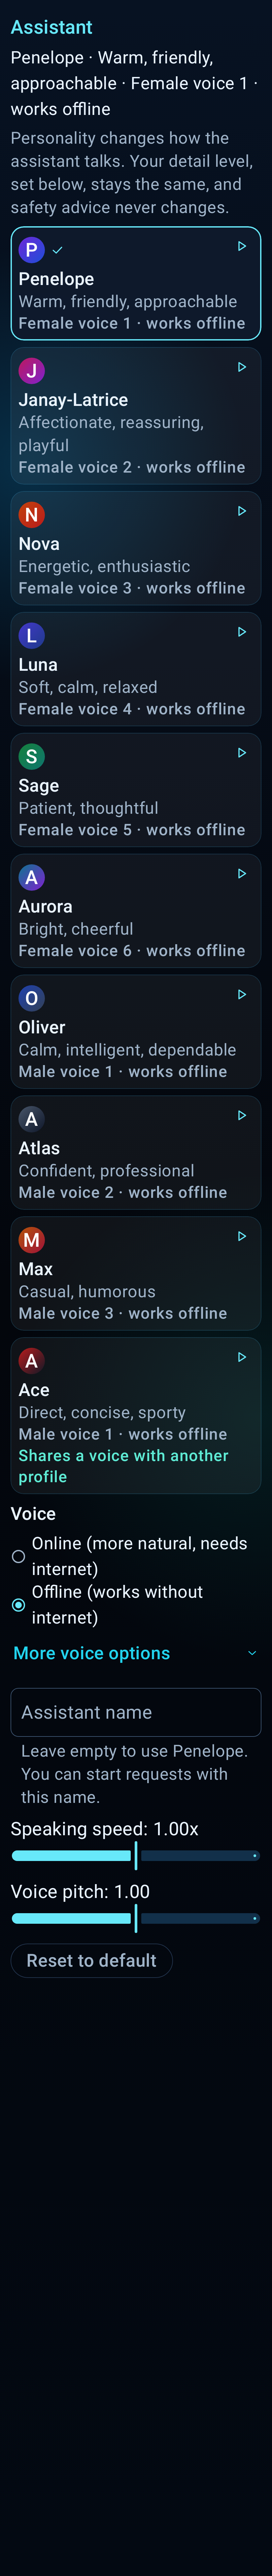 Assistant
Penelope · Warm, friendly,
approachable · Female voice 1 ·
works offline
Personality changes how the
assistant talks. Your detail level,
set below, stays the same, and
safety advice never changes.
P
Penelope
Warm, friendly, approachable
Female voice 1 · works offline
J
Janay-Latrice
Affectionate, reassuring,
playful
Female voice 2 · works offline
N
Nova
Energetic, enthusiastic
Female voice 3 · works offline
L
Luna
Soft, calm, relaxed
Female voice 4 · works offline
S
Sage
Patient, thoughtful
Female voice 5 · works offline
A
Aurora
Bright, cheerful
Female voice 6 · works offline
O
Oliver
Calm, intelligent, dependable
Male voice 1 · works offline
A
Atlas
Confident, professional
Male voice 2 · works offline
M
Max
Casual, humorous
Male voice 3 · works offline
A
Ace
Direct, concise, sporty
Male voice 1 · works offline
Shares a voice with another
profile
Voice
Online (more natural, needs
internet)
Offline (works without
internet)
More voice options
Assistant name
Leave empty to use Penelope.
You can start requests with
this name.
Speaking speed: 1.00x
Voice pitch: 1.00
Reset to default